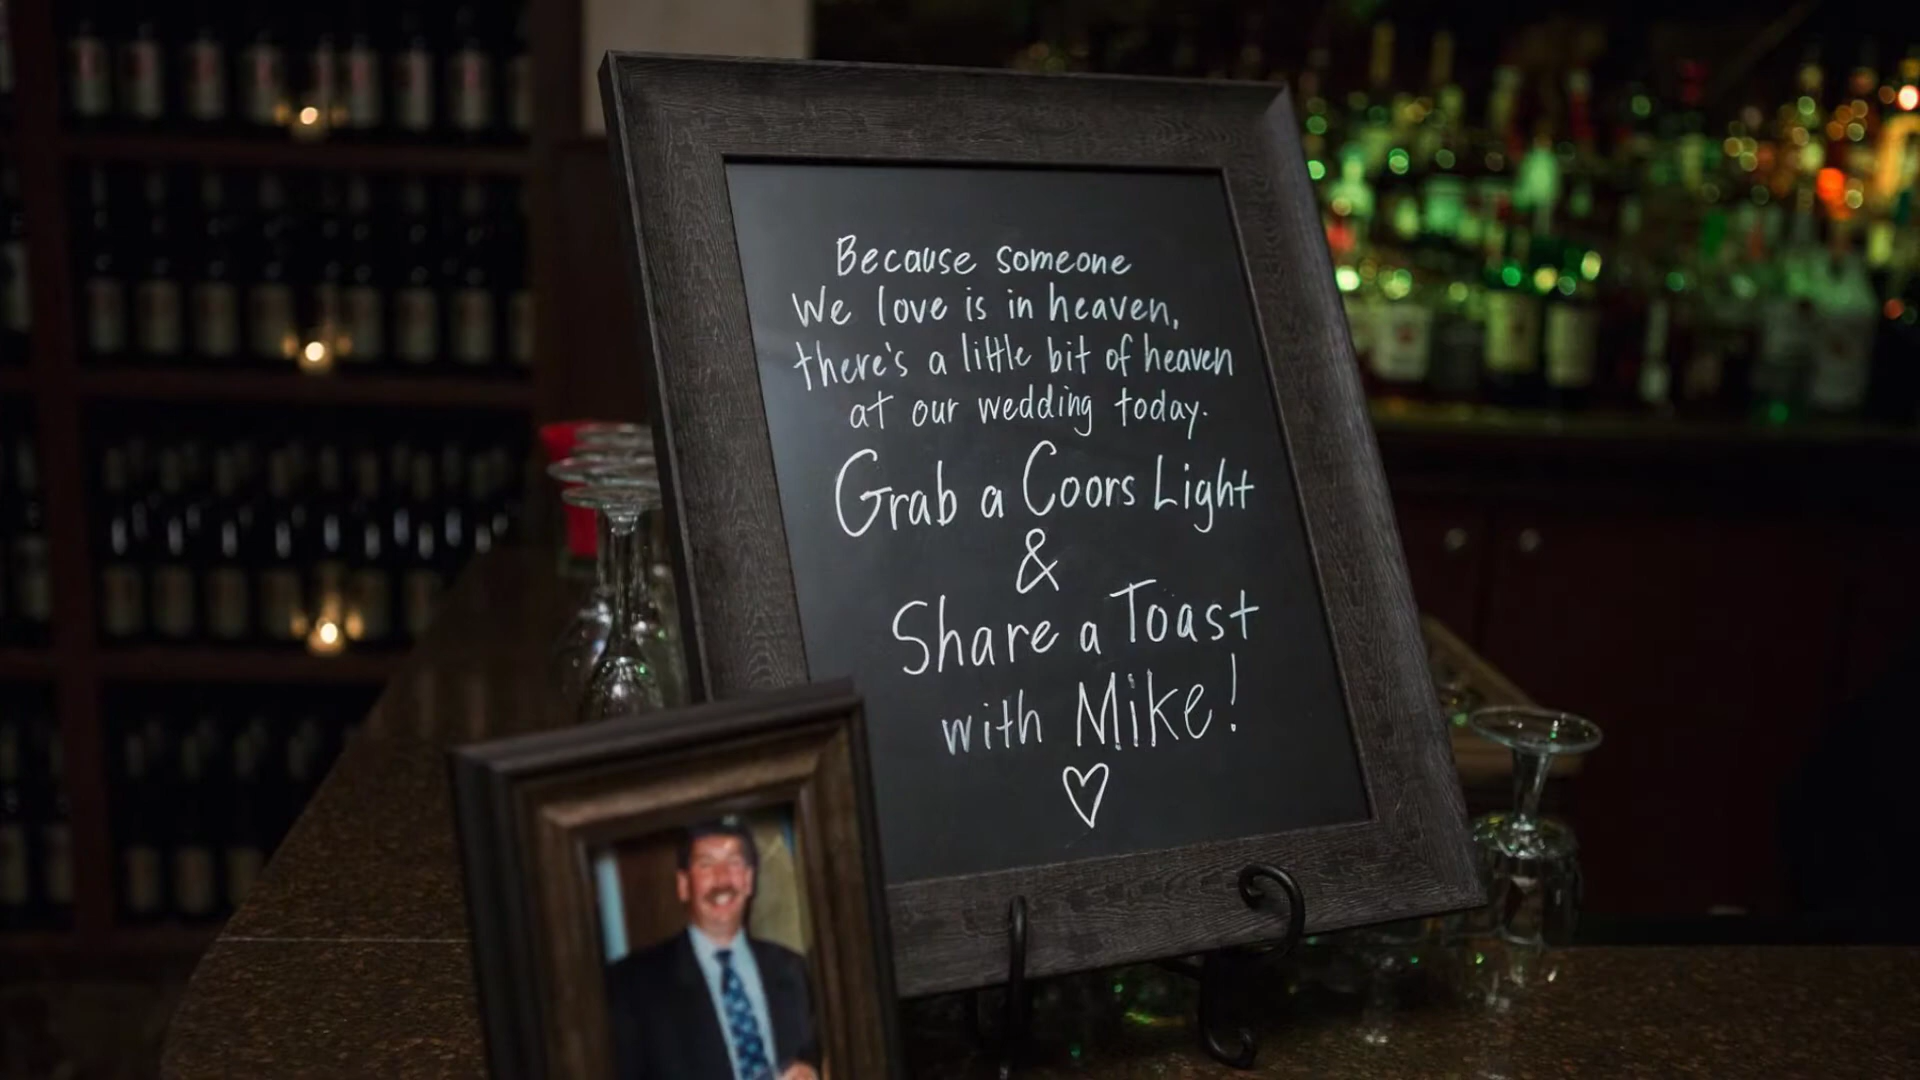 Because someone
We love is in heaven,
there's a little bit of heaven
at our wedding today.
Grab a Coors Light
&
Share a Toast
with Mike!